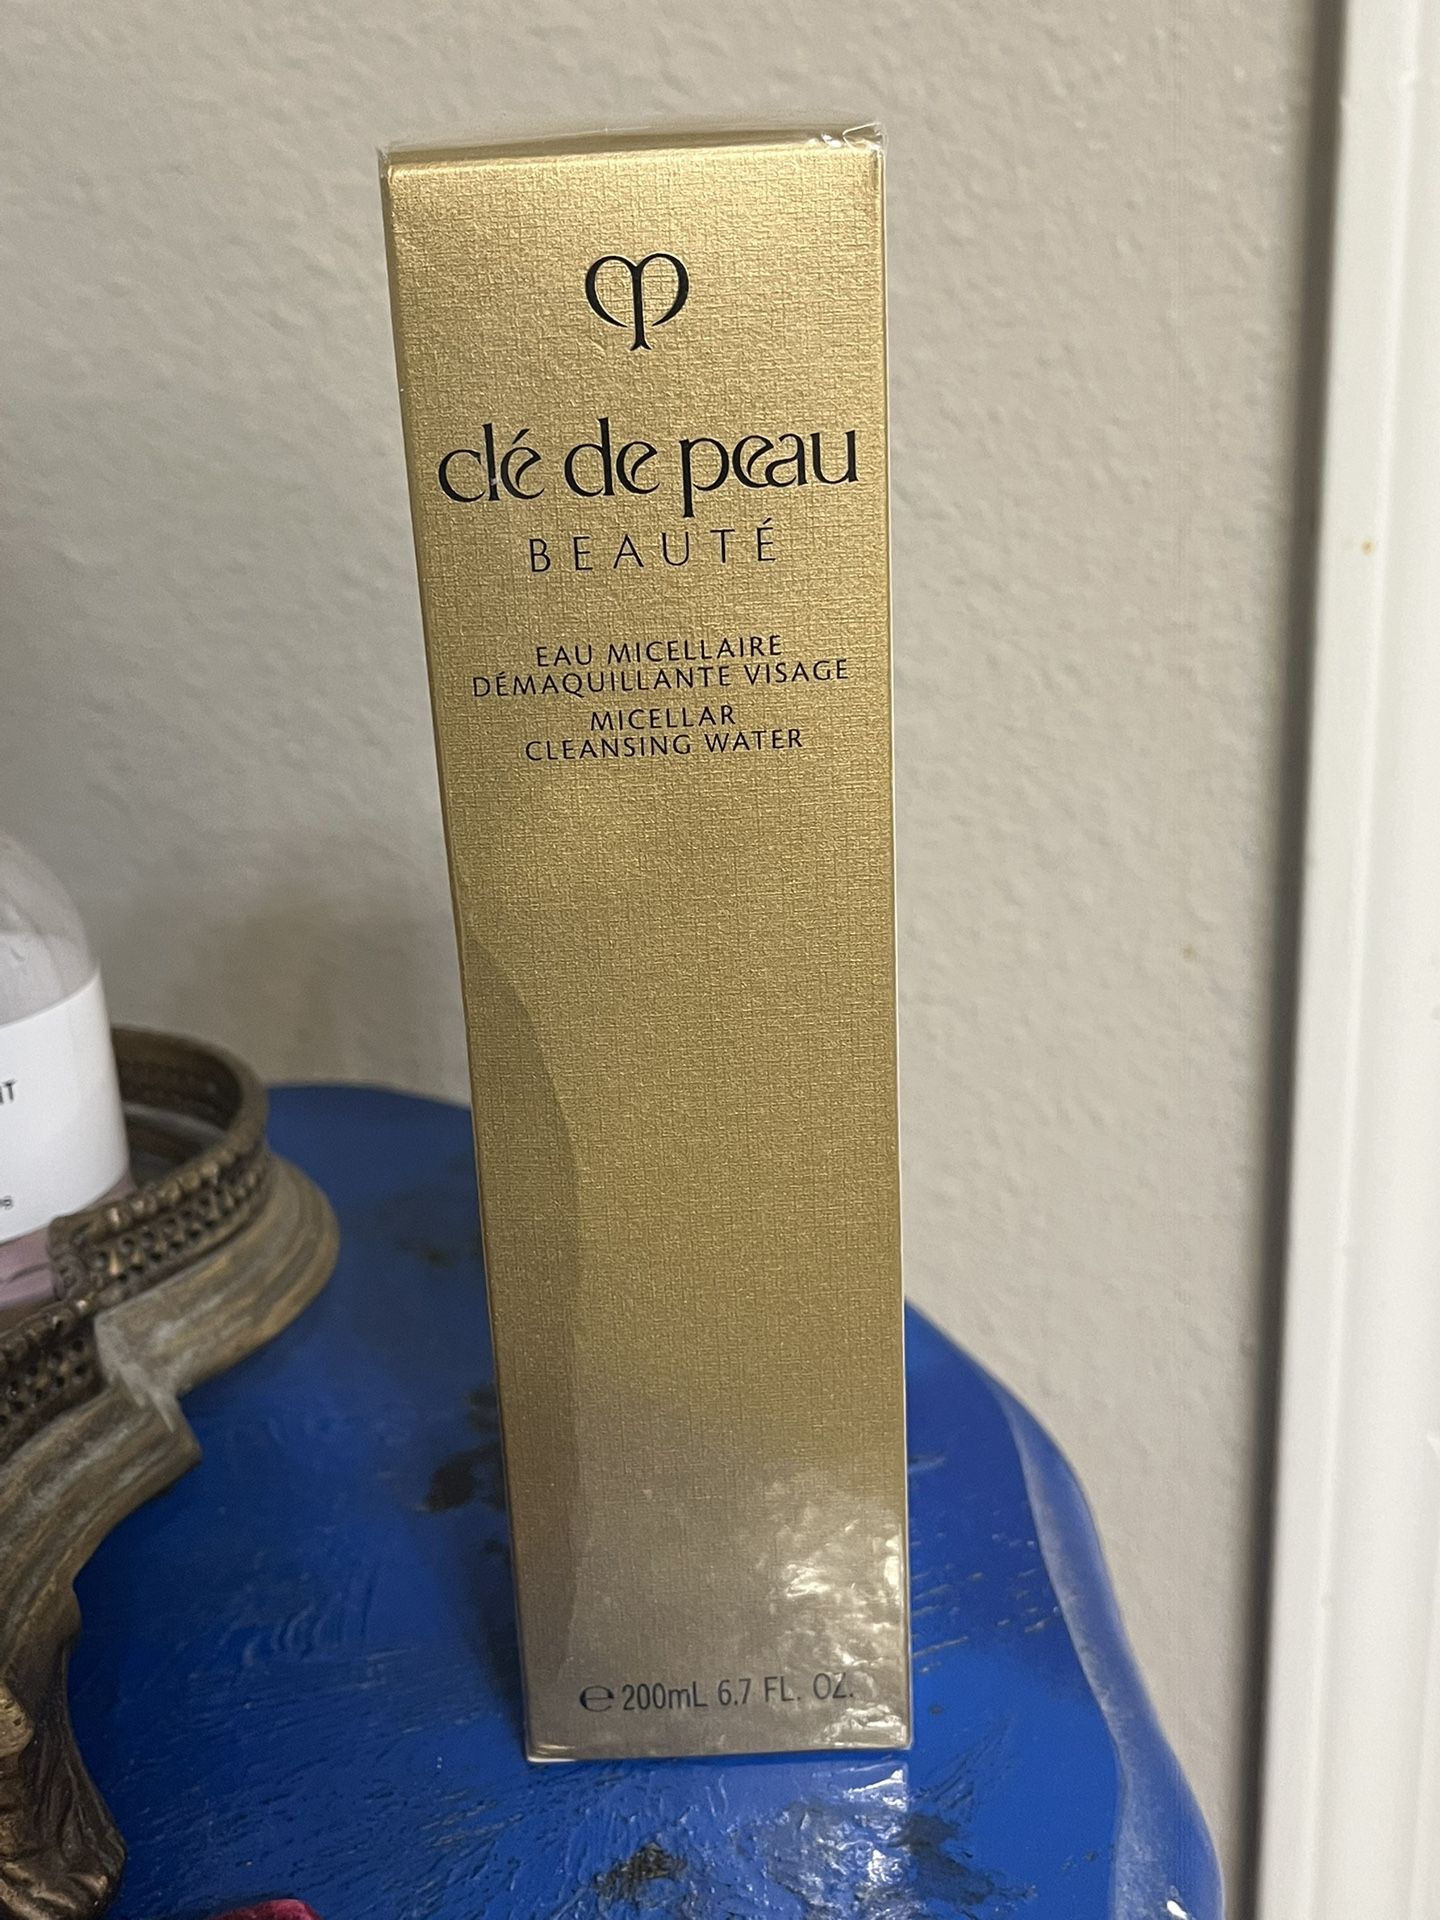 clé de peau
BEAUTÉ
EAU MICELLAIRE
DÉMAQUILLANTE VISAGE
MICELLAR
CLEANSING WATER
℮ 200mL 6.7 FL. OZ.